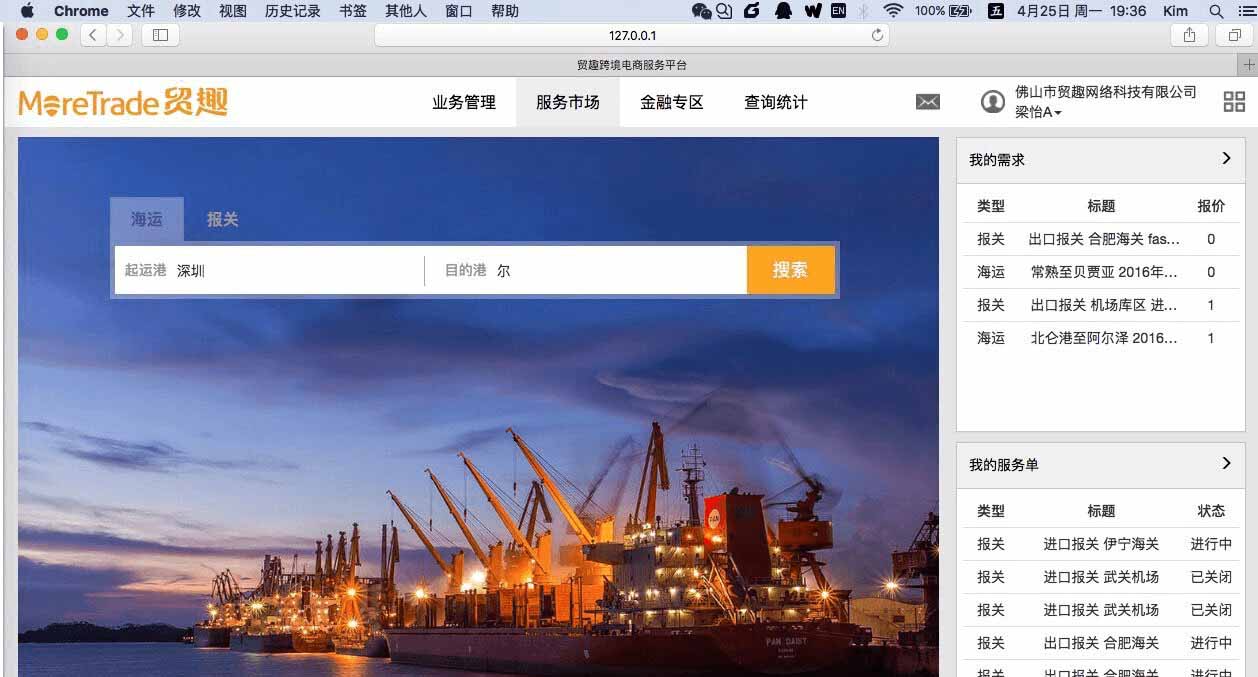 Chrome 文件 修改 视图 历史记录 书签 其他人 窗口 帮助 EN 100% 五 4月25日 周一 19:36 Kim
127.0.0.1
贸趣跨境电商服务平台
MoreTrade 贸趣 业务管理 服务市场 金融专区 查询统计 佛山市贸趣网络科技有限公司
梁怡A
海运 报关
起运港 深圳 目的港 尔 搜索
PAN
PAN DAISY
我的需求
类型 标题 报价
报关 出口报关 合肥海关 fas... 0
海运 常熟至贝贾亚 2016年... 0
报关 出口报关 机场库区 进... 1
海运 北仑港至阿尔泽 2016... 1
我的服务单
类型 标题 状态
报关 进口报关 伊宁海关 进行中
报关 进口报关 武关机场 已关闭
报关 进口报关 武关机场 已关闭
报关 出口报关 合肥海关 进行中
报关 出口报关 合肥海关 进行中